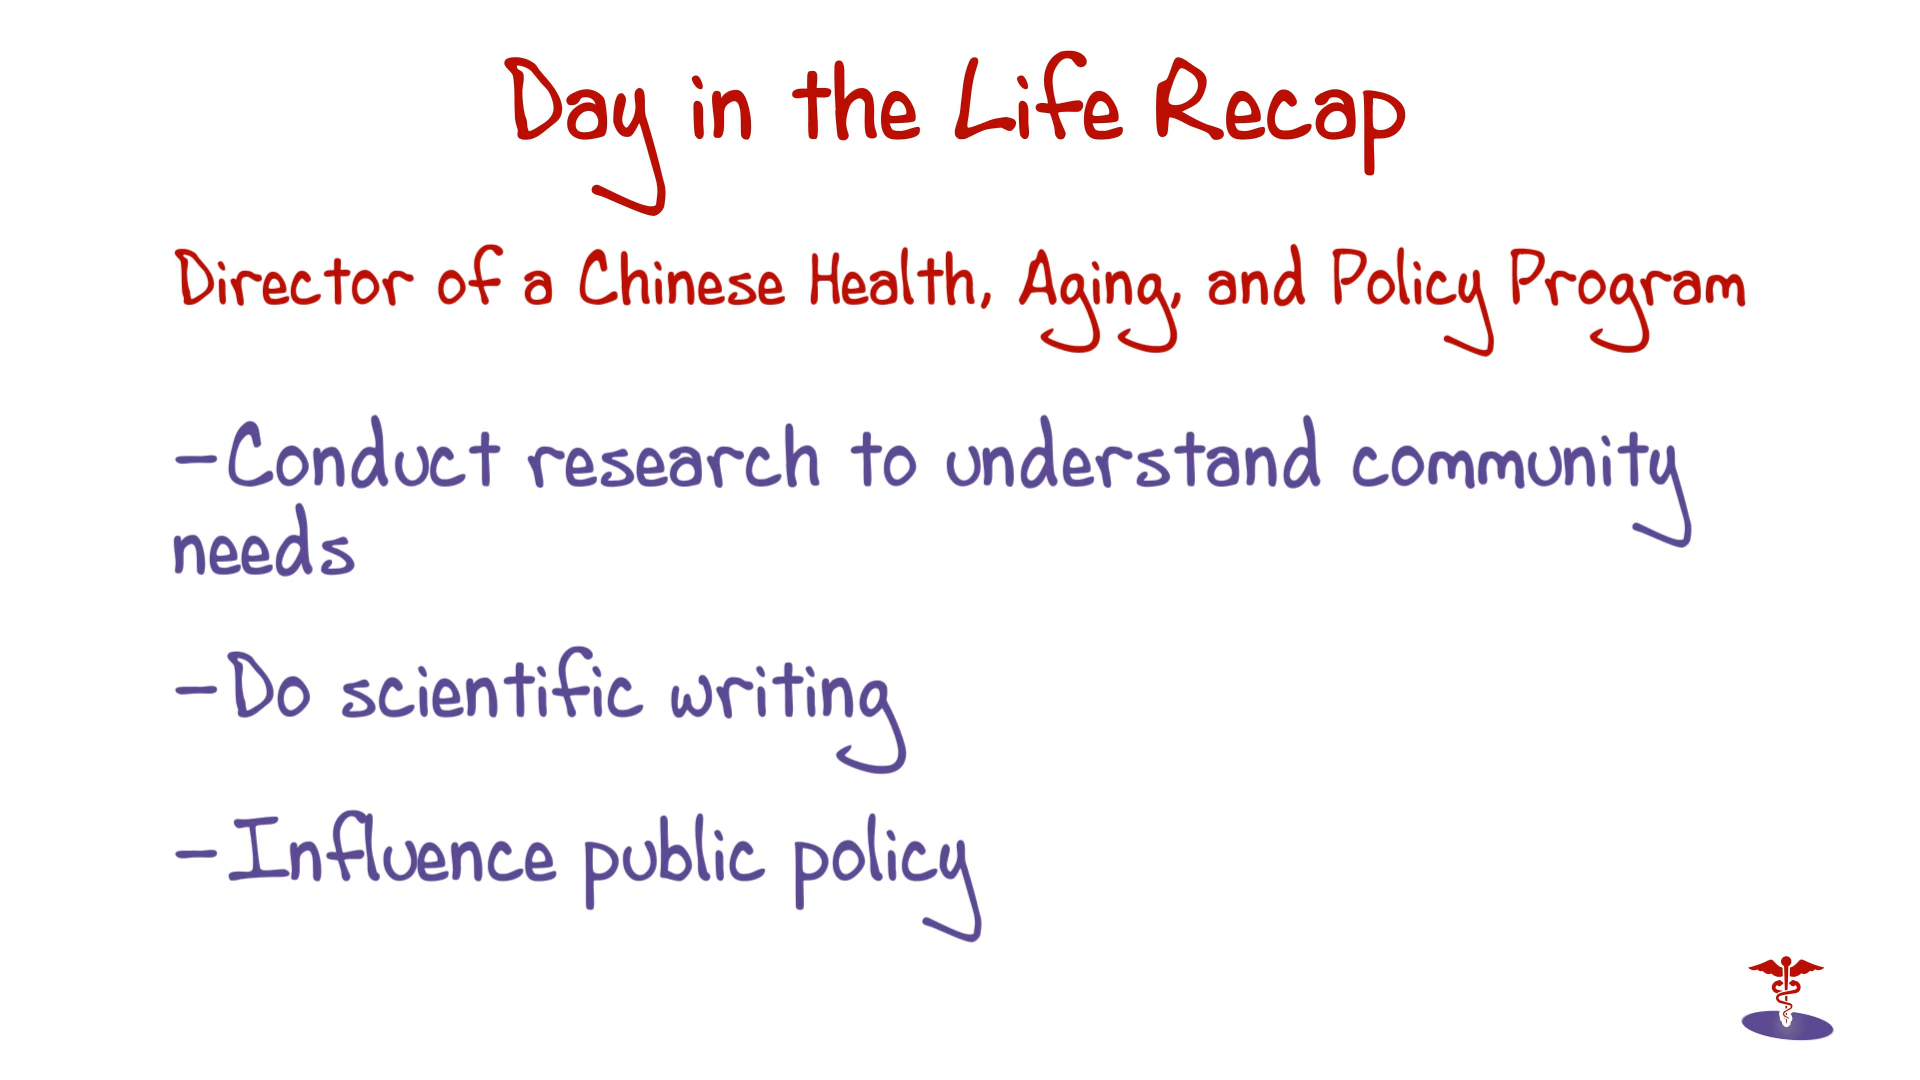 Day in the Life Recap
Director of a Chinese Health, Aging, and Policy Program
-Conduct research to understand community
needs
-Do scientific writing
-Influence public policy